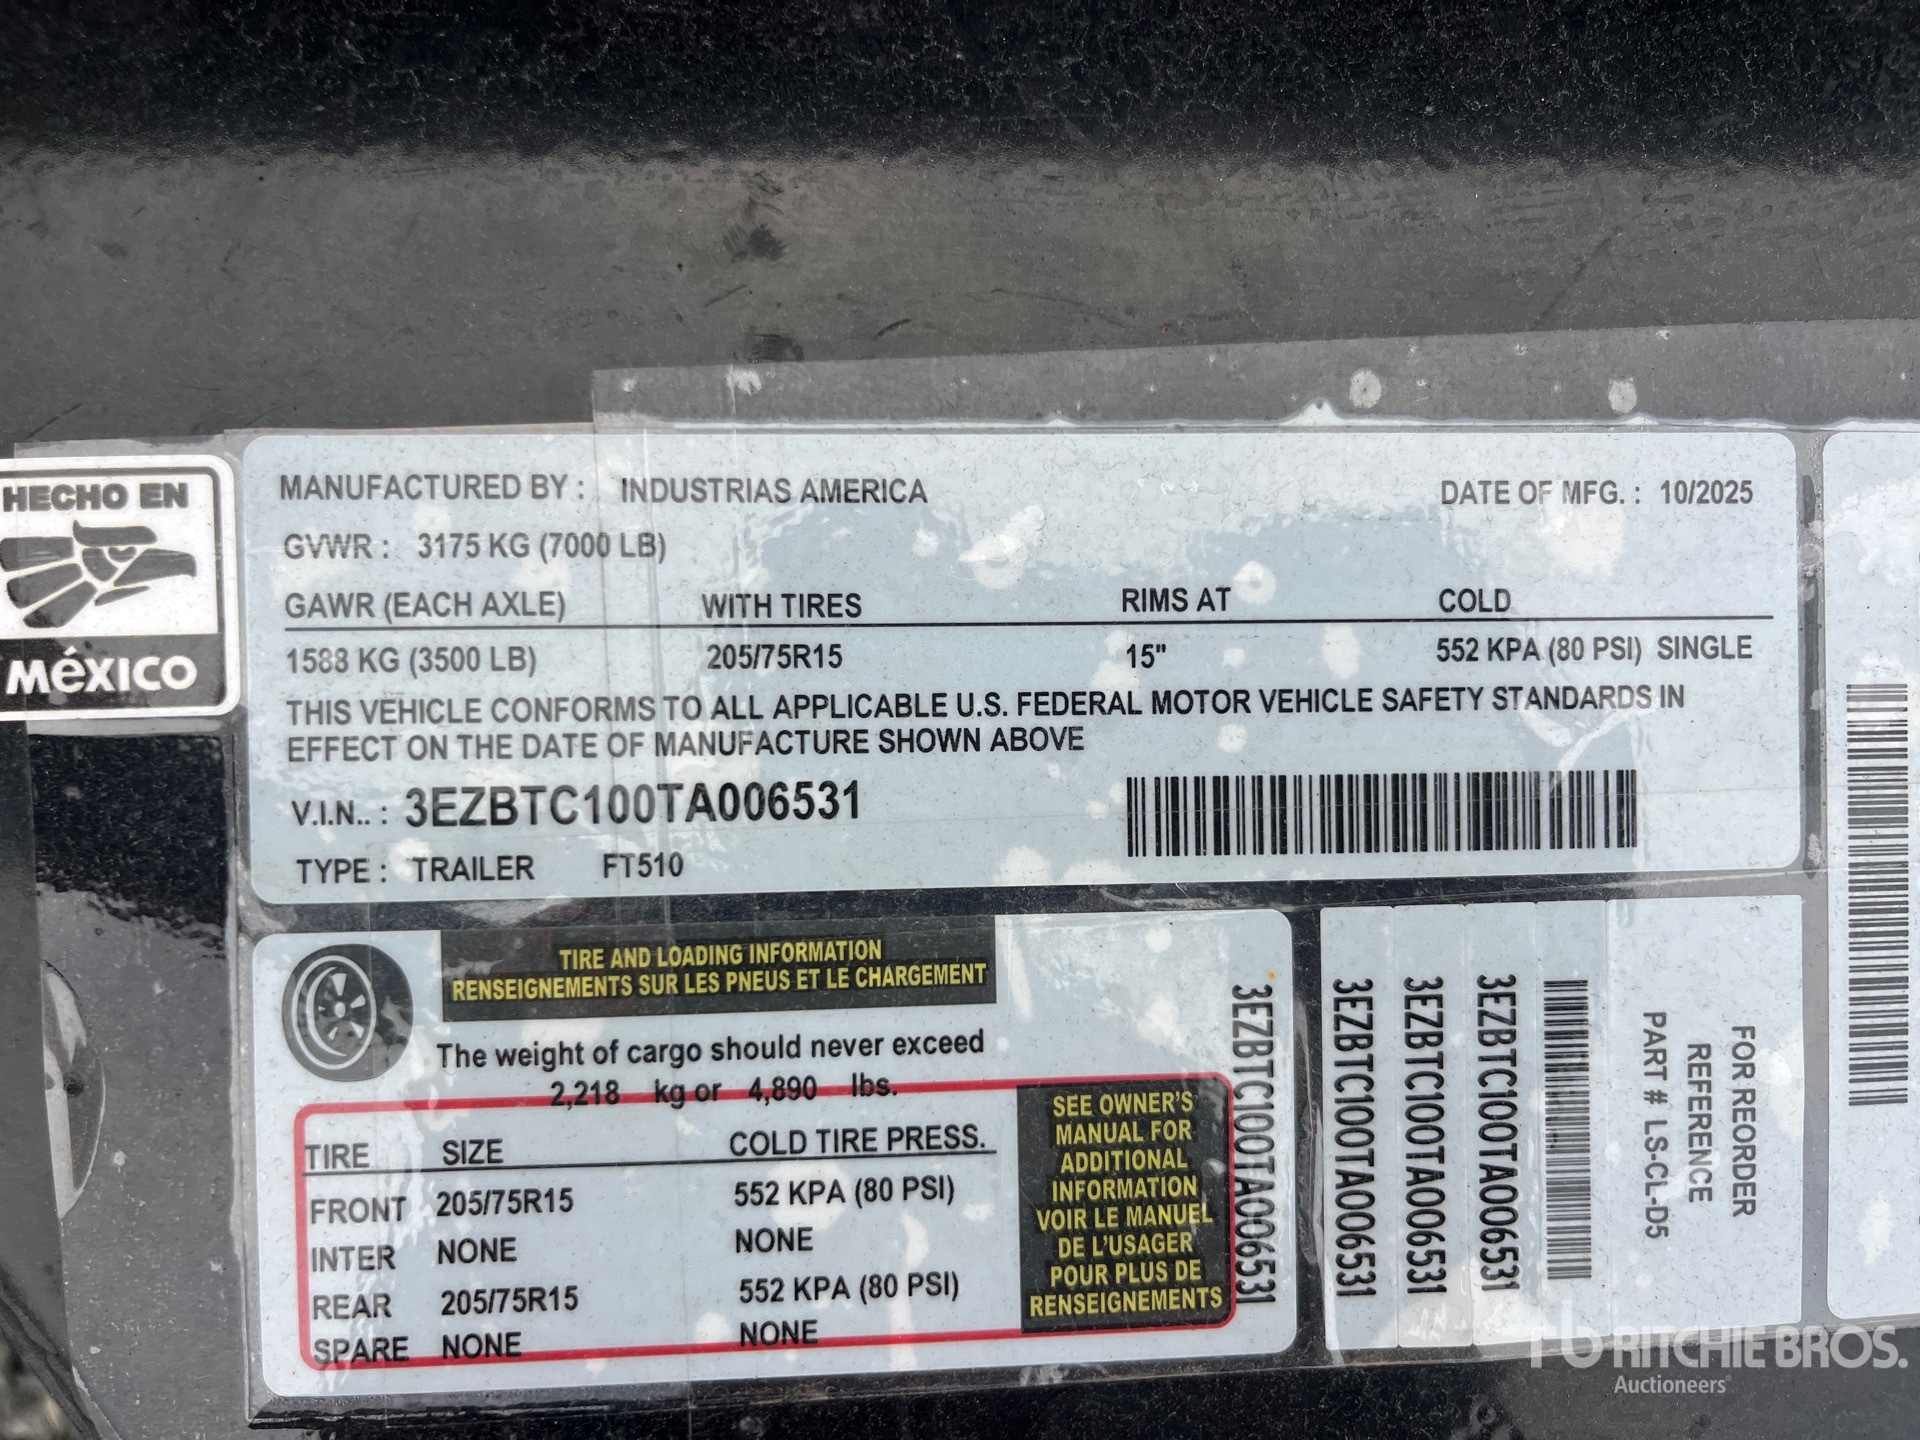 HECHO EN
MéXICO
MANUFACTURED BY : INDUSTRIAS AMERICA DATE OF MFG. : 10/2025
GVWR : 3175 KG (7000 LB)
GAWR (EACH AXLE) WITH TIRES RIMS AT COLD
1588 KG (3500 LB) 205/75R15 15" 552 KPA (80 PSI) SINGLE
THIS VEHICLE CONFORMS TO ALL APPLICABLE U.S. FEDERAL MOTOR VEHICLE SAFETY STANDARDS IN
EFFECT ON THE DATE OF MANUFACTURE SHOWN ABOVE
V.I.N.. : 3EZBTC100TA006531
TYPE : TRAILER FT510
TIRE AND LOADING INFORMATION
RENSEIGNEMENTS SUR LES PNEUS ET LE CHARGEMENT
The weight of cargo should never exceed
2,218 kg or 4,890 lbs.
TIRE SIZE COLD TIRE PRESS.
FRONT 205/75R15 552 KPA (80 PSI)
INTER NONE NONE
REAR 205/75R15 552 KPA (80 PSI)
SPARE NONE NONE
SEE OWNER'S
MANUAL FOR
ADDITIONAL
INFORMATION
VOIR LE MANUEL
DE L'USAGER
POUR PLUS DE
RENSEIGNEMENTS
3EZBTC100TA006531
3EZBTC100TA006531
3EZBTC100TA006531
3EZBTC100TA006531
FOR REORDER
REFERENCE
PART # LS-CL-D5
RITCHIE BROS.
Auctioneers